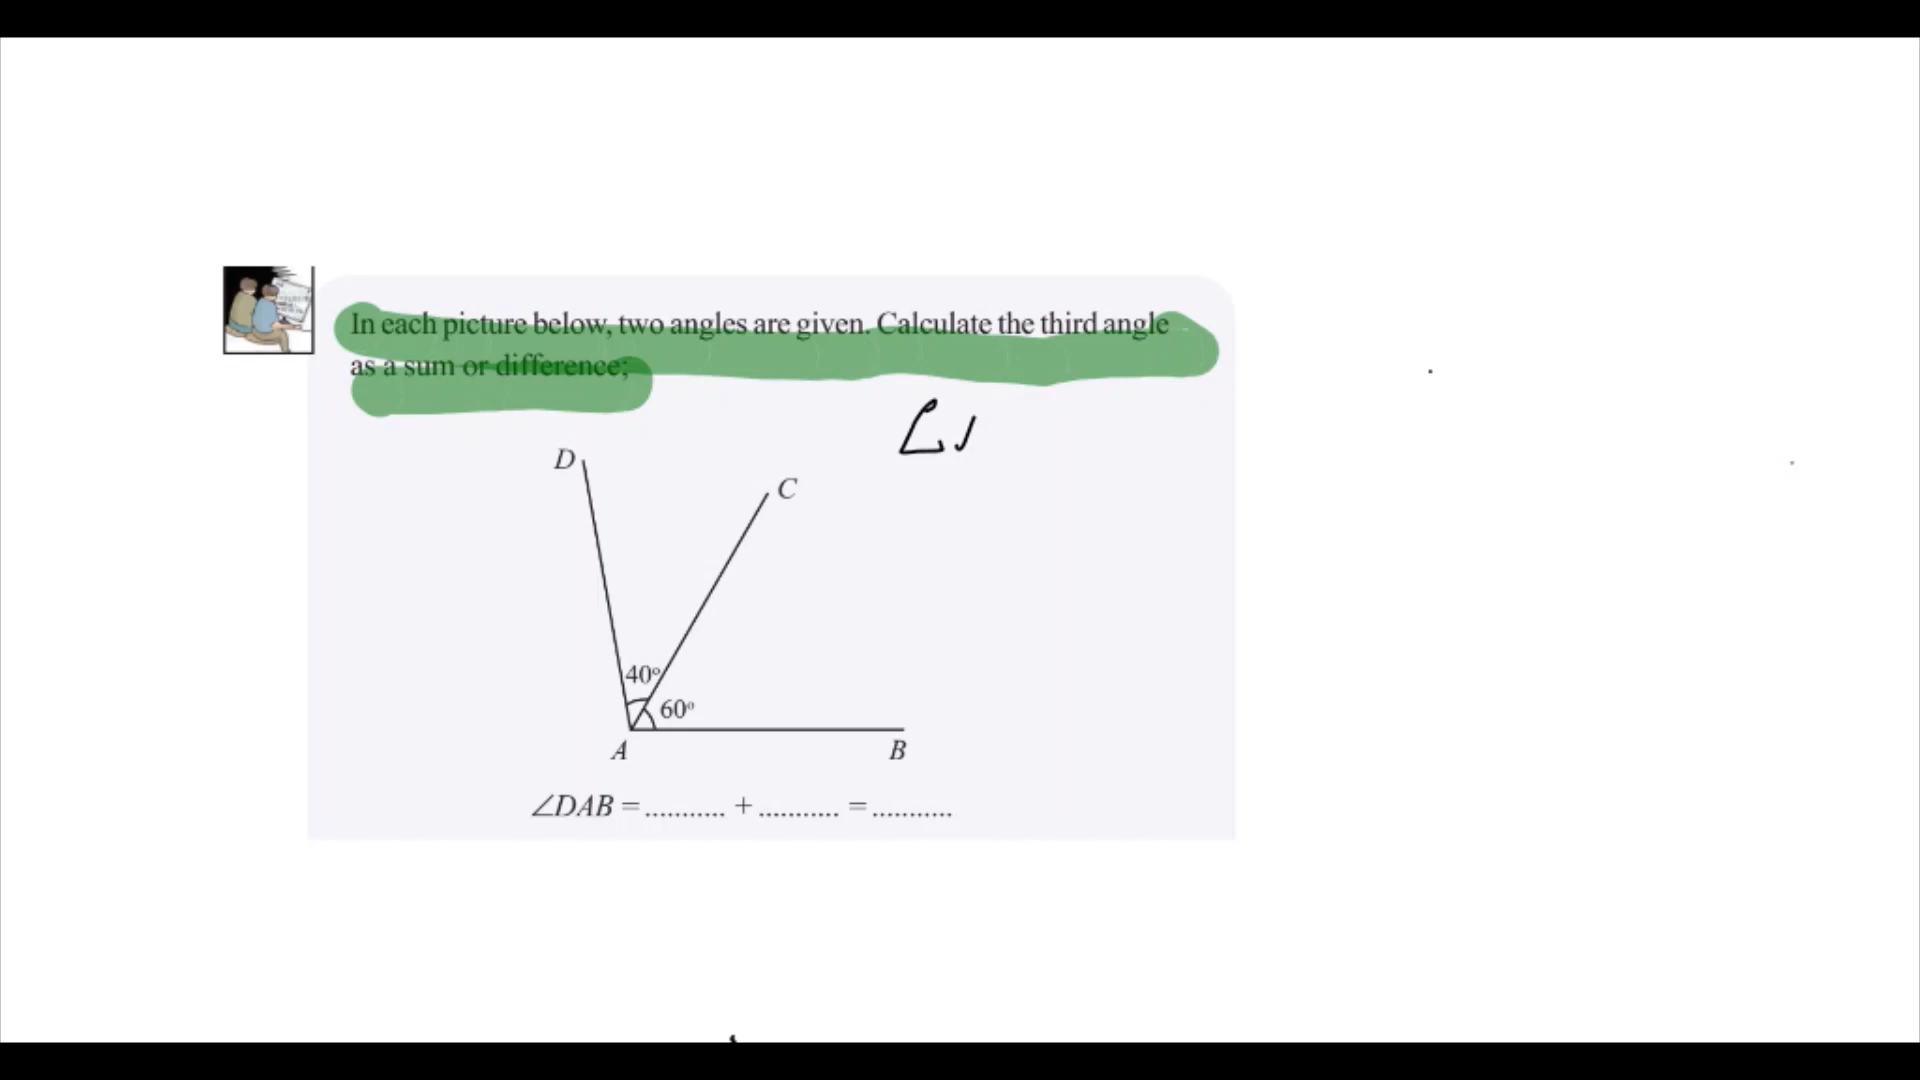 In each picture below, two angles are given. Calculate the third angle
as a sum or difference;
D
C
40°
60°
A
B
∠DAB = ........... + ........... = ...........